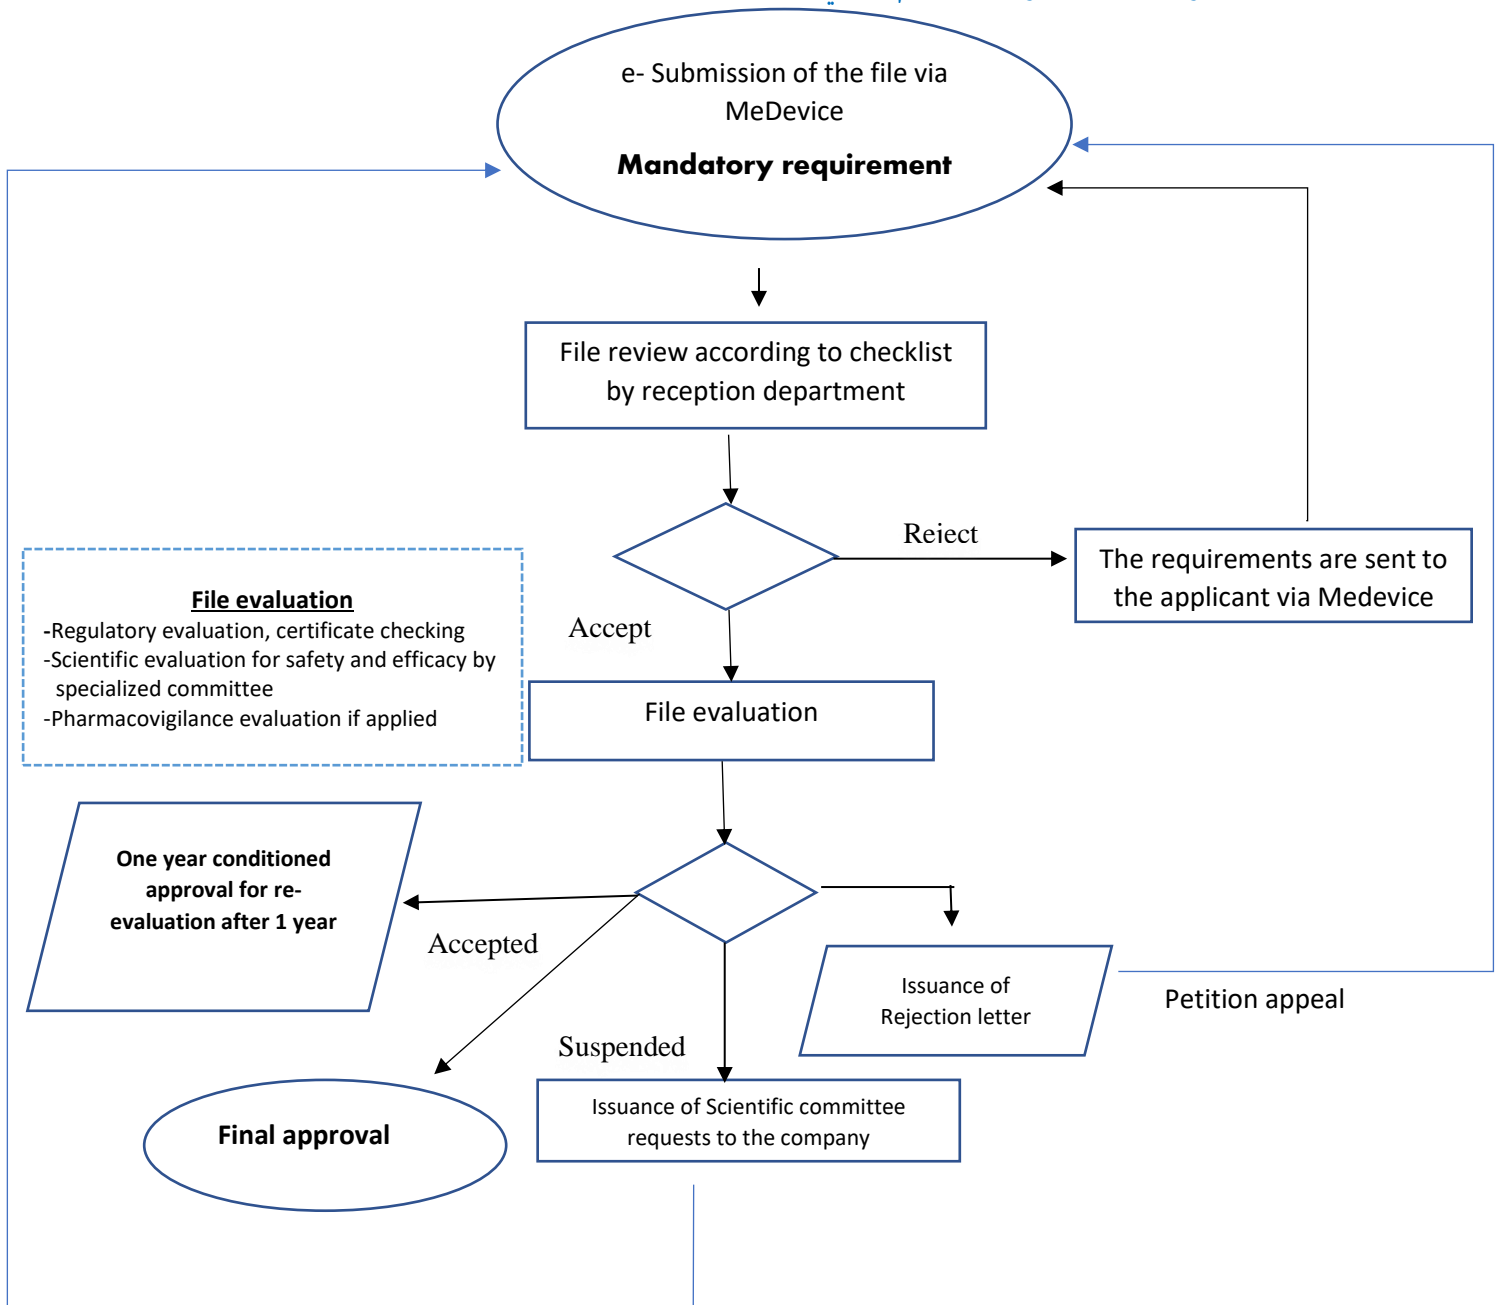 e- Submission of the file via
MeDevice
Mandatory requirement
File review according to checklist
by reception department
Reject
The requirements are sent to
the applicant via Medevice
Accept
File evaluation
-Regulatory evaluation, certificate checking
-Scientific evaluation for safety and efficacy by
specialized committee
-Pharmacovigilance evaluation if applied
File evaluation
One year conditioned
approval for re-
evaluation after 1 year
Accepted
Issuance of
Rejection letter
Petition appeal
Suspended
Final approval
Issuance of Scientific committee
requests to the company